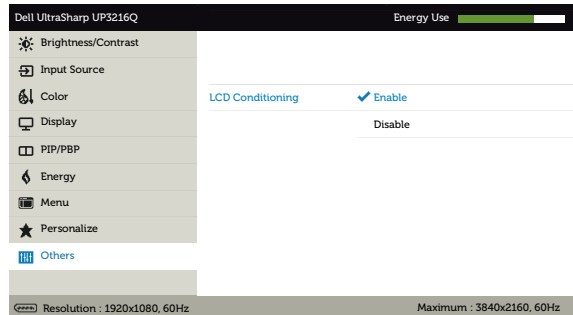 Dell UltraSharp UP3216Q Energy Use
Brightness/Contrast
Input Source
Color
LCD Conditioning Enable
Display
Disable
PIP/PBP
Energy
Menu
Personalize
Others
Resolution : 1920x1080, 60Hz Maximum : 3840x2160, 60Hz